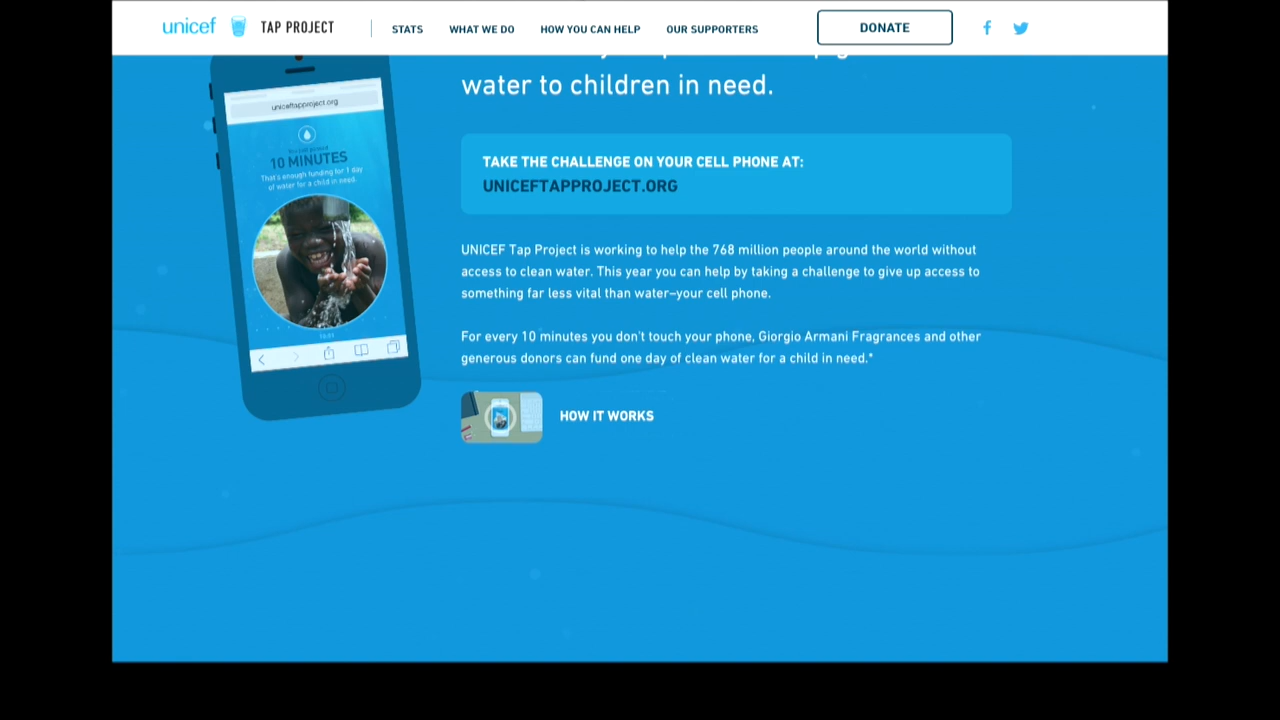 unicef TAP PROJECT STATS WHAT WE DO HOW YOU CAN HELP OUR SUPPORTERS DONATE
water to children in need.
uniceftapproject.org
10 MINUTES
That's enough funding for 1 day
of water for a child in need.
TAKE THE CHALLENGE ON YOUR CELL PHONE AT:
UNICEFTAPPROJECT.ORG
UNICEF Tap Project is working to help the 768 million people around the world without
access to clean water. This year you can help by taking a challenge to give up access to
something far less vital than water–your cell phone.
For every 10 minutes you don't touch your phone, Giorgio Armani Fragrances and other
generous donors can fund one day of clean water for a child in need.*
HOW IT WORKS